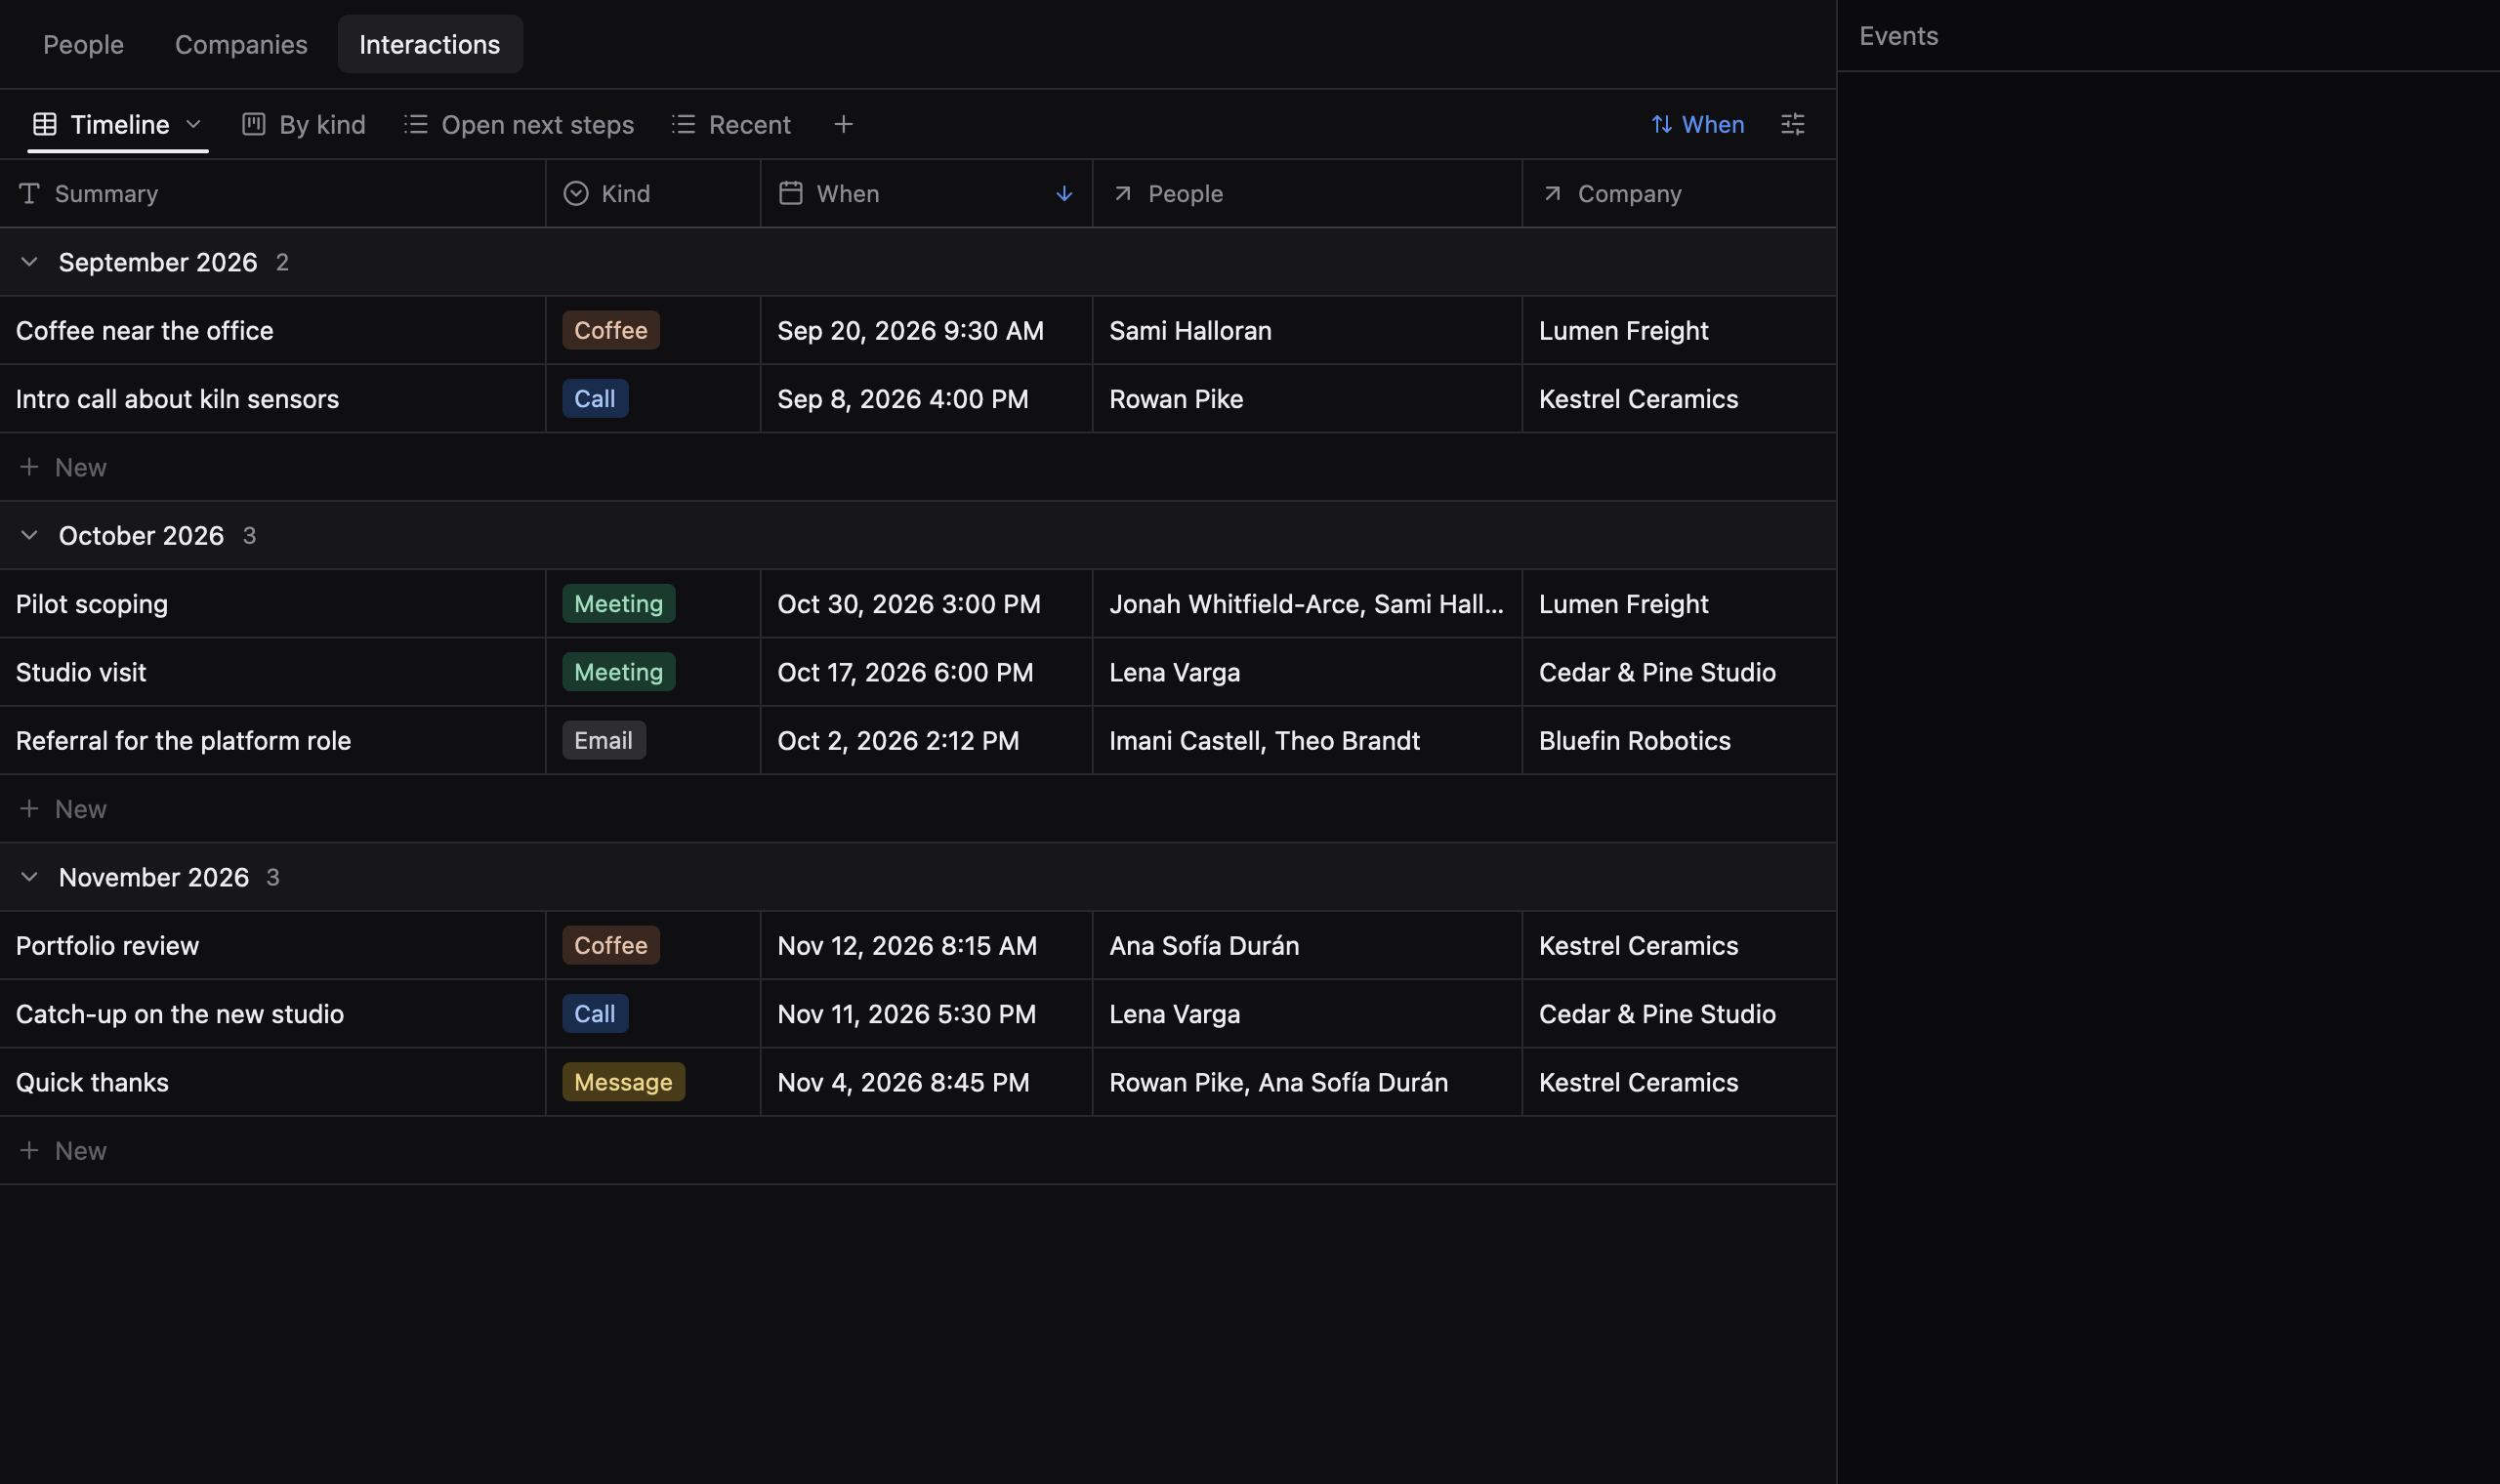 People Companies Interactions
Events
Timeline By kind Open next steps Recent When
Summary Kind When People Company
September 2026 2
Coffee near the office Coffee Sep 20, 2026 9:30 AM Sami Halloran Lumen Freight
Intro call about kiln sensors Call Sep 8, 2026 4:00 PM Rowan Pike Kestrel Ceramics
New
October 2026 3
Pilot scoping Meeting Oct 30, 2026 3:00 PM Jonah Whitfield-Arce, Sami Hall... Lumen Freight
Studio visit Meeting Oct 17, 2026 6:00 PM Lena Varga Cedar & Pine Studio
Referral for the platform role Email Oct 2, 2026 2:12 PM Imani Castell, Theo Brandt Bluefin Robotics
New
November 2026 3
Portfolio review Coffee Nov 12, 2026 8:15 AM Ana Sofía Durán Kestrel Ceramics
Catch-up on the new studio Call Nov 11, 2026 5:30 PM Lena Varga Cedar & Pine Studio
Quick thanks Message Nov 4, 2026 8:45 PM Rowan Pike, Ana Sofía Durán Kestrel Ceramics
New